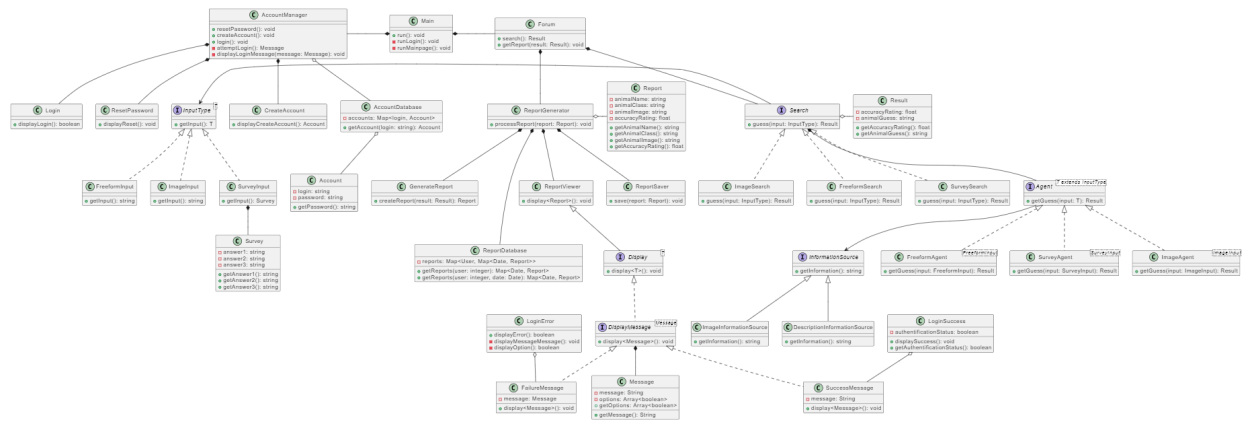 C AccountManager
resetPassword(): void
createAccount(): void
login(): void
attemptLogin(): Message
displayLoginMessage(message: Message): void
C Main
run(): void
runLogin(): void
runMainpage(): void
C Forum
search(): Result
getReport(result: Result): void
C Login
displayLogin(): boolean
C ResetPassword
displayReset(): void
I InputType T
getInput(): T
C CreateAccount
displayCreateAccount(): Account
C AccountDatabase
accounts: Map<login, Account>
getAccount(login: string): Account
C ReportGenerator
processReport(report: Report): void
C Report
animalName: string
animalClass: string
animalImage: string
accuracyRating: float
getAnimalName(): string
getAnimalClass(): string
getAnimalImage(): string
getAccuracyRating(): float
I Search
guess(input: InputType): Result
C Result
accuracyRating: float
animalGuess: string
getAccuracyRating(): float
getAnimalGuess(): string
C FreeformInput
getInput(): string
C ImageInput
getInput(): string
C SurveyInput
getInput(): Survey
C Account
login: string
password: string
getPassword(): string
C GenerateReport
createReport(result: Result): Report
C ReportViewer
display<Report>(): void
C ReportSaver
save(report: Report): void
C ImageSearch
guess(input: InputType): Result
C FreeformSearch
guess(input: InputType): Result
C SurveySearch
guess(input: InputType): Result
I Agent T extends InputType
getGuess(input: T): Result
C Survey
answer1: string
answer2: string
answer3: string
getAnswer1(): string
getAnswer2(): string
getAnswer3(): string
C ReportDatabase
reports: Map<User, Map<Date, Report>>
getReports(user: integer): Map<Date, Report>
getReports(user: integer, date: Date): Map<Date, Report>
I Display T
display<T>(): void
I InformationSource
getInformation(): string
C FreeformAgent FreeformInput
getGuess(input: FreeformInput): Result
C SurveyAgent SurveyInput
getGuess(input: SurveyInput): Result
C ImageAgent ImageInput
getGuess(input: ImageInput): Result
C LoginError
displayError(): boolean
displayMessageMessage(): void
displayOption(): boolean
I DisplayMessage Message
display<Message>(): void
C ImageInformationSource
getInformation(): string
C DescriptionInformationSource
getInformation(): string
C LoginSuccess
authentificationStatus: boolean
displaySuccess(): void
getAuthentificationStatus(): boolean
C FailureMessage
message: Message
display<Message>(): void
C Message
message: String
options: Array<boolean>
getOptions: Array<boolean>
getMessage(): String
C SuccessMessage
message: String
display<Message>(): void